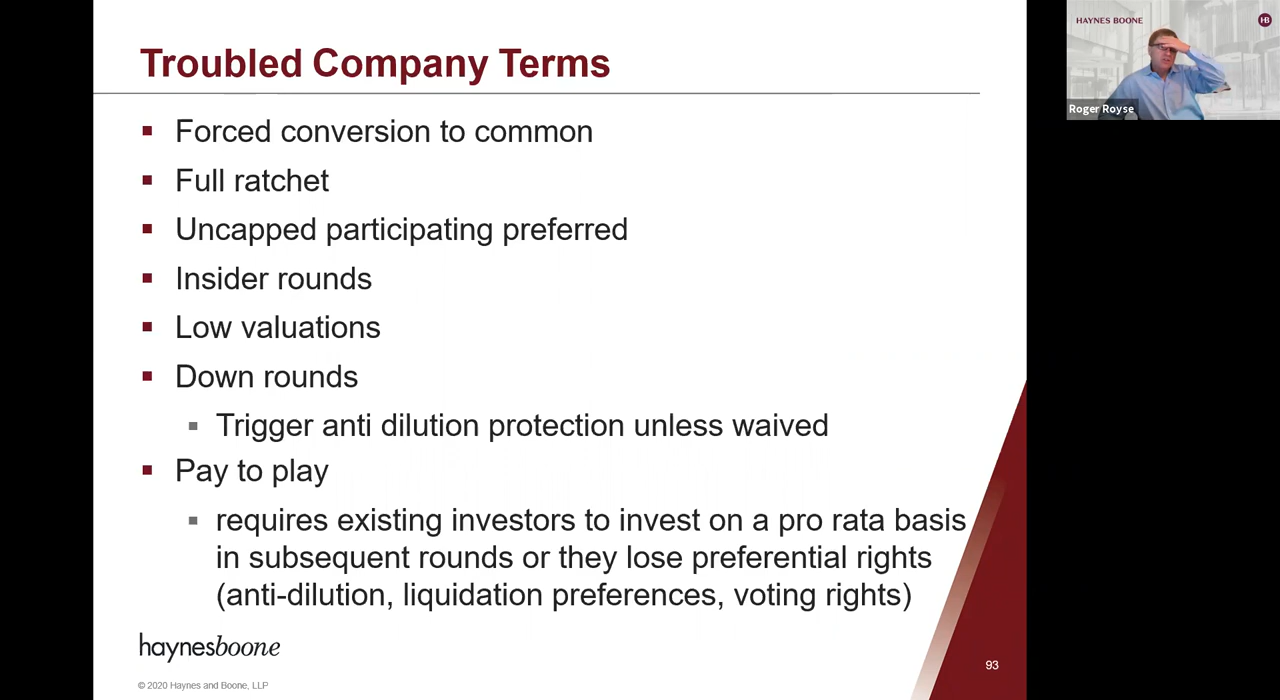 Troubled Company Terms
Forced conversion to common
Full ratchet
Uncapped participating preferred
Insider rounds
Low valuations
Down rounds
Trigger anti dilution protection unless waived
Pay to play
requires existing investors to invest on a pro rata basis
in subsequent rounds or they lose preferential rights
(anti-dilution, liquidation preferences, voting rights)
haynesboone
© 2020 Haynes and Boone, LLP
93
HAYNES BOONE
HB
Roger Royse